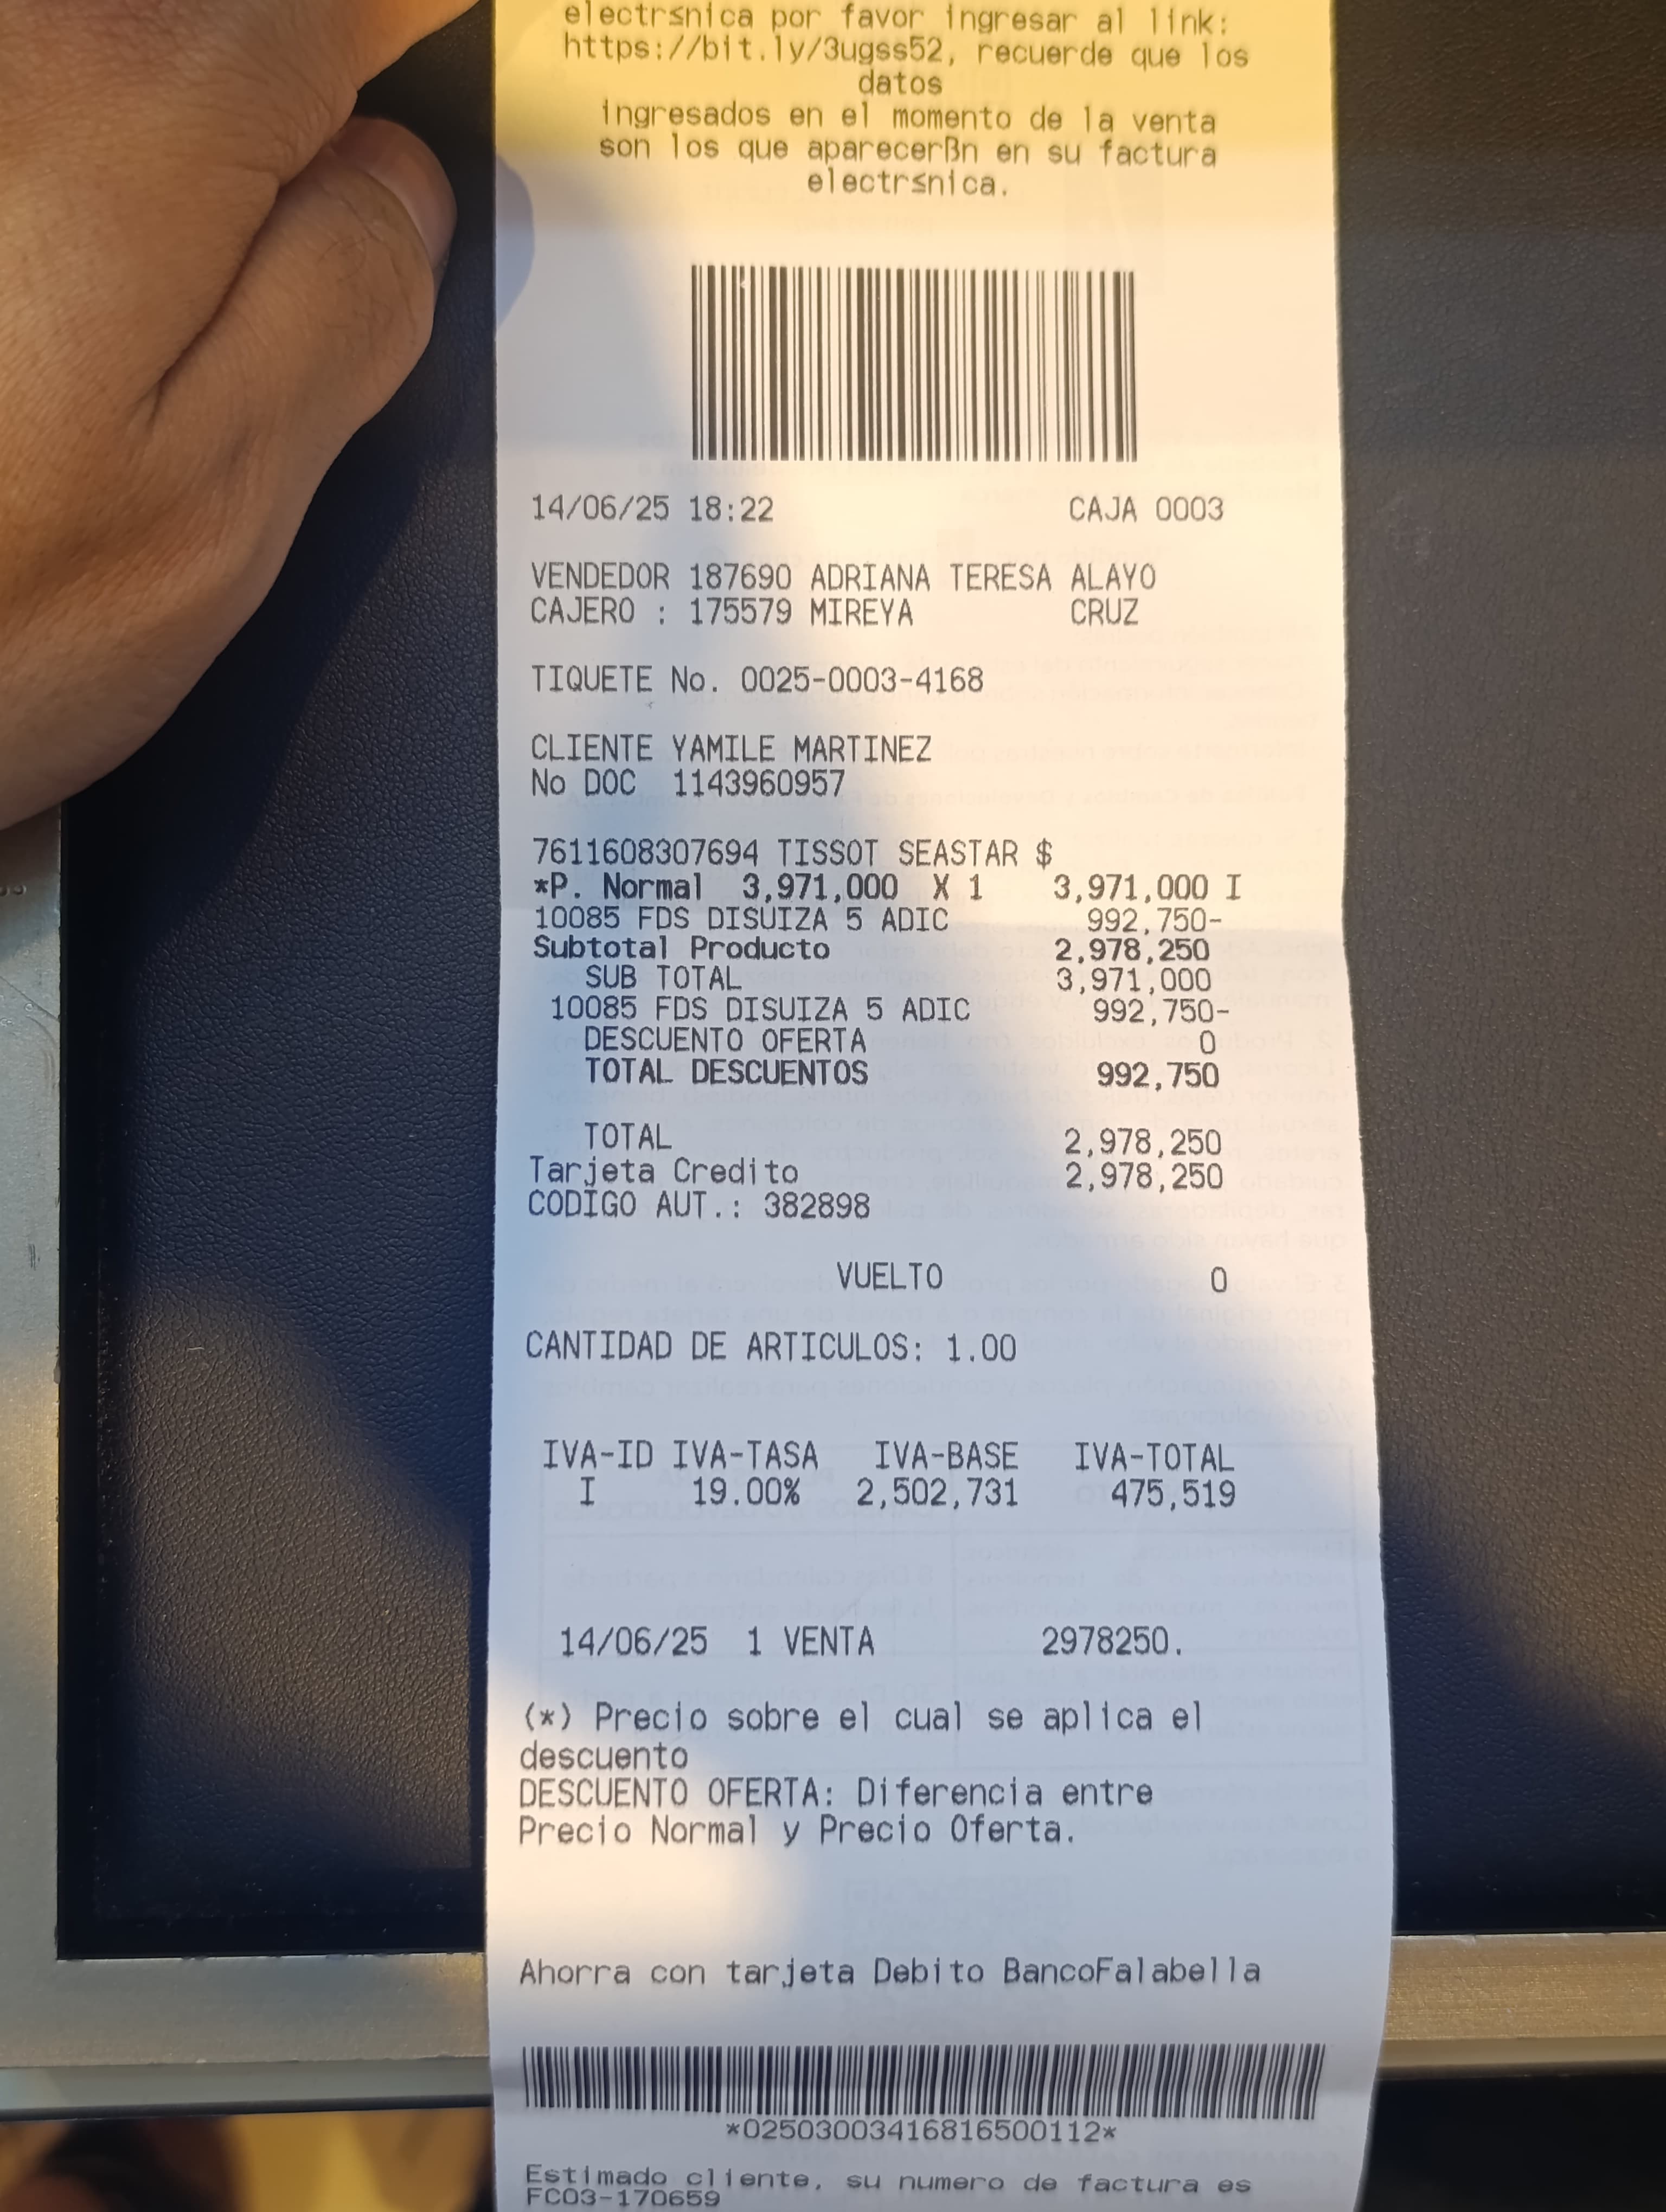 electr≤nica por favor ingresar al link:
https://bit.ly/3ugss52, recuerde que los
datos
ingresados en el momento de la venta
son los que aparecerßn en su factura
electr≤nica.
14/06/25 18:22 CAJA 0003
VENDEDOR 187690 ADRIANA TERESA ALAYO
CAJERO : 175579 MIREYA CRUZ
TIQUETE No. 0025-0003-4168
CLIENTE YAMILE MARTINEZ
No DOC 1143960957
7611608307694 TISSOT SEASTAR $
*P. Normal 3,971,000 X 1 3,971,000 I
10085 FDS DISUIZA 5 ADIC 992,750-
Subtotal Producto 2,978,250
SUB TOTAL 3,971,000
10085 FDS DISUIZA 5 ADIC 992,750-
DESCUENTO OFERTA 0
TOTAL DESCUENTOS 992,750
TOTAL 2,978,250
Tarjeta Credito 2,978,250
CODIGO AUT.: 382898
VUELTO 0
CANTIDAD DE ARTICULOS: 1.00
IVA-ID IVA-TASA IVA-BASE IVA-TOTAL
I 19.00% 2,502,731 475,519
14/06/25 1 VENTA 2978250.
(*) Precio sobre el cual se aplica el
descuento
DESCUENTO OFERTA: Diferencia entre
Precio Normal y Precio Oferta.
Ahorra con tarjeta Debito BancoFalabella
*02503003416816500112*
Estimado cliente, su numero de factura es
FC03-170659